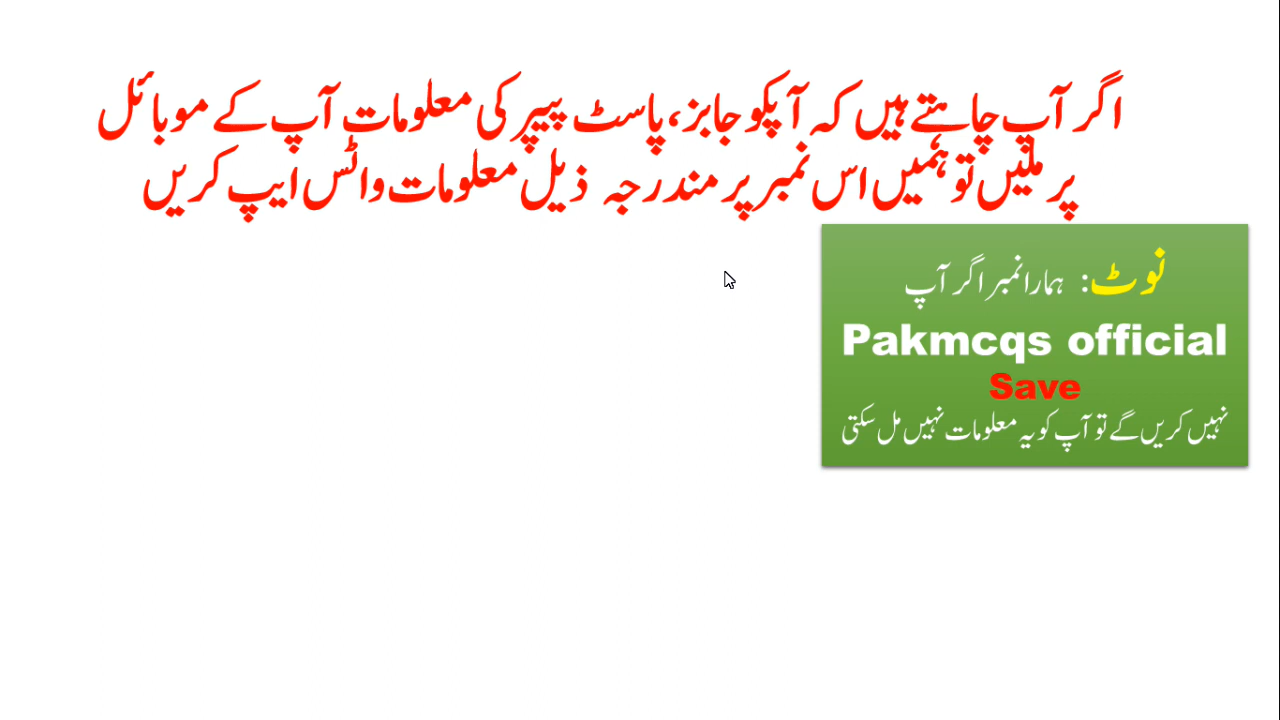 اگر آپ چاہتے ہیں کہ آپکو جابز، پاسٹ پیپر کی معلومات آپ کے موبائل
پر ملیں تو ہمیں اس نمبر پر مندرجہ ذیل معلومات واٹس ایپ کریں
نوٹ: ہمارا نمبر اگر آپ
Pakmcqs official
Save
نہیں کریں گے تو آپ کو یہ معلومات نہیں مل سکتی